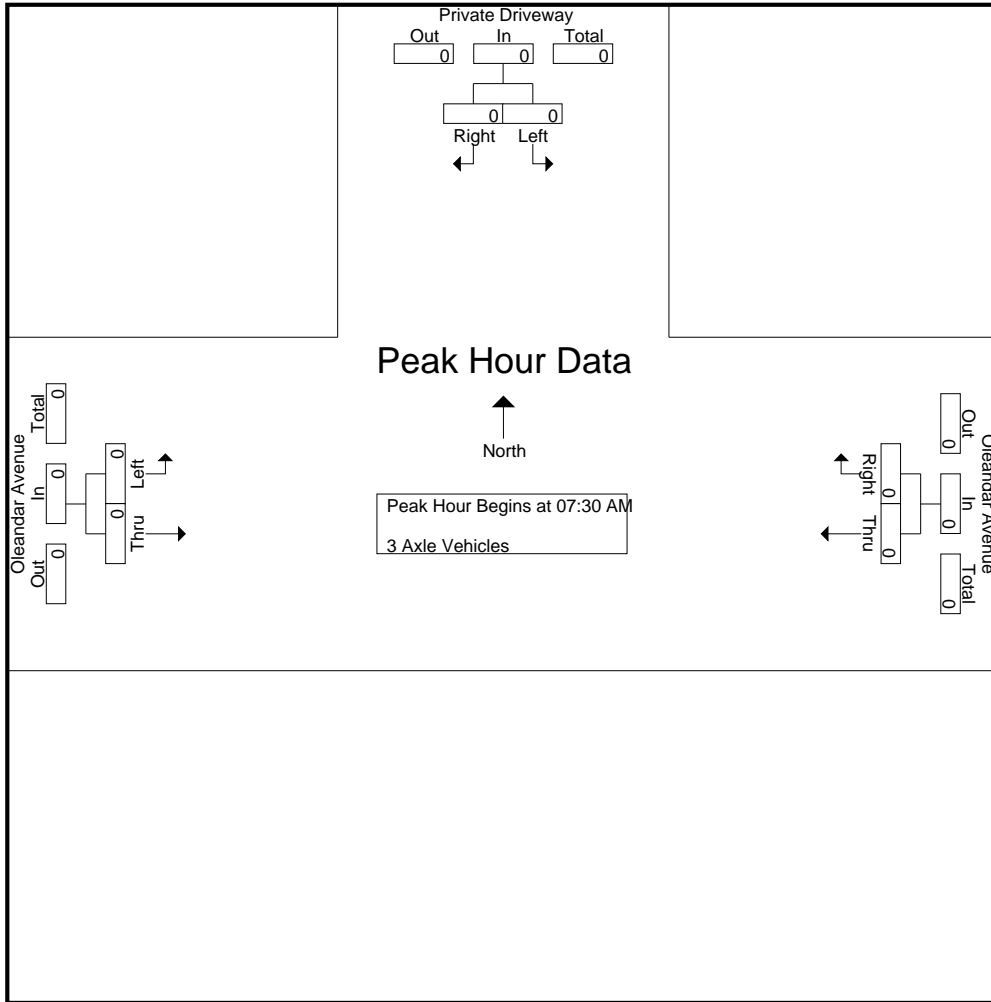 Private Driveway
Out In Total
0 0 0
0 0
Right Left
Peak Hour Data
North
Peak Hour Begins at 07:30 AM
3 Axle Vehicles
Oleandar Avenue
Total
0
In
0
Out
0
Left
0
Thru
0
Oleandar Avenue
Out
0
In
0
Total
0
Right
0
Thru
0